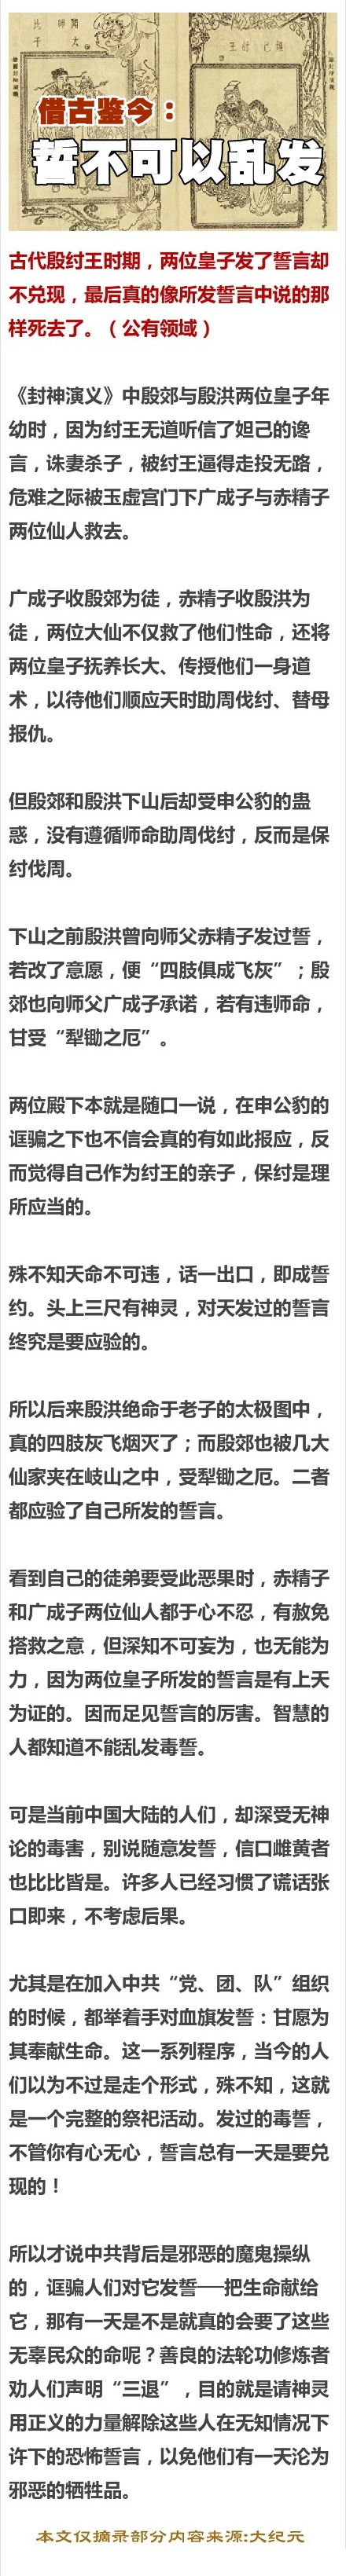 比干
大師聞
妲己
紂王
借古鉴今：
誓不可以乱发
古代殷纣王时期，两位皇子发了誓言却
不兑现，最后真的像所发誓言中说的那
样死去了。（公有领域）
《封神演义》中殷郊与殷洪两位皇子年
幼时，因为纣王无道听信了妲己的谗
言，诛妻杀子，被纣王逼得走投无路，
危难之际被玉虚宫门下广成子与赤精子
两位仙人救去。
广成子收殷郊为徒，赤精子收殷洪为
徒，两位大仙不仅救了他们性命，还将
两位皇子抚养长大、传授他们一身道
术，以待他们顺应天时助周伐纣、替母
报仇。
但殷郊和殷洪下山后却受申公豹的蛊
惑，没有遵循师命助周伐纣，反而是保
纣伐周。
下山之前殷洪曾向师父赤精子发过誓，
若改了意愿，便“四肢俱成飞灰”；殷
郊也向师父广成子承诺，若有违师命，
甘受“犁锄之厄”。
两位殿下本就是随口一说，在申公豹的
诓骗之下也不信会真的有如此报应，反
而觉得自己作为纣王的亲子，保纣是理
所应当的。
殊不知天命不可违，话一出口，即成誓
约。头上三尺有神灵，对天发过的誓言
终究是要应验的。
所以后来殷洪绝命于老子的太极图中，
真的四肢灰飞烟灭了；而殷郊也被几大
仙家夹在岐山之中，受犁锄之厄。二者
都应验了自己所发的誓言。
看到自己的徒弟要受此恶果时，赤精子
和广成子两位仙人都于心不忍，有赦免
搭救之意，但深知不可妄为，也无能为
力，因为两位皇子所发的誓言是有上天
为证的。因而足见誓言的厉害。智慧的
人都知道不能乱发毒誓。
可是当前中国大陆的人们，却深受无神
论的毒害，别说随意发誓，信口雌黄者
也比比皆是。许多人已经习惯了谎话张
口即来，不考虑后果。
尤其是在加入中共“党、团、队”组织
的时候，都举着手对血旗发誓：甘愿为
其奉献生命。这一系列程序，当今的人
们以为不过是走个形式，殊不知，这就
是一个完整的祭祀活动。发过的毒誓，
不管你有心无心，誓言总有一天是要兑
现的！
所以才说中共背后是邪恶的魔鬼操纵
的，诓骗人们对它发誓──把生命献给
它，那有一天是不是就真的会要了这些
无辜民众的命呢？善良的法轮功修炼者
劝人们声明“三退”，目的就是请神灵
用正义的力量解除这些人在无知情况下
许下的恐怖誓言，以免他们有一天沦为
邪恶的牺牲品。
本文仅摘录部分内容来源:大纪元